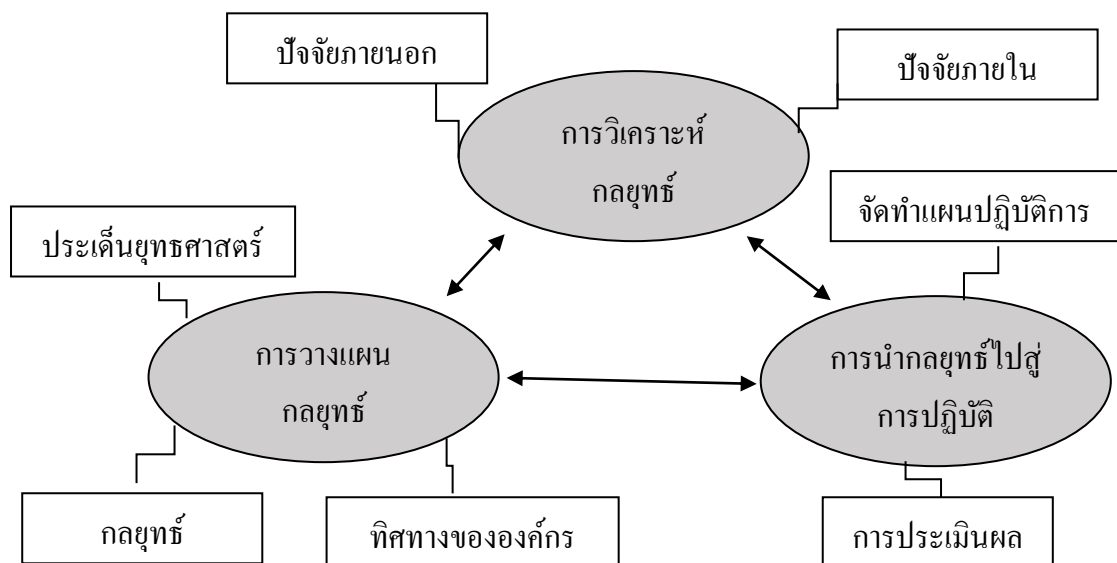 ปัจจัยภายนอก
ปัจจัยภายใน
การวิเคราะห์
กลยุทธ์
จัดทำแผนปฏิบัติการ
ประเด็นยุทธศาสตร์
การวางแผน
กลยุทธ์
การนำกลยุทธ์ไปสู่
การปฏิบัติ
กลยุทธ์
ทิศทางขององค์กร
การประเมินผล